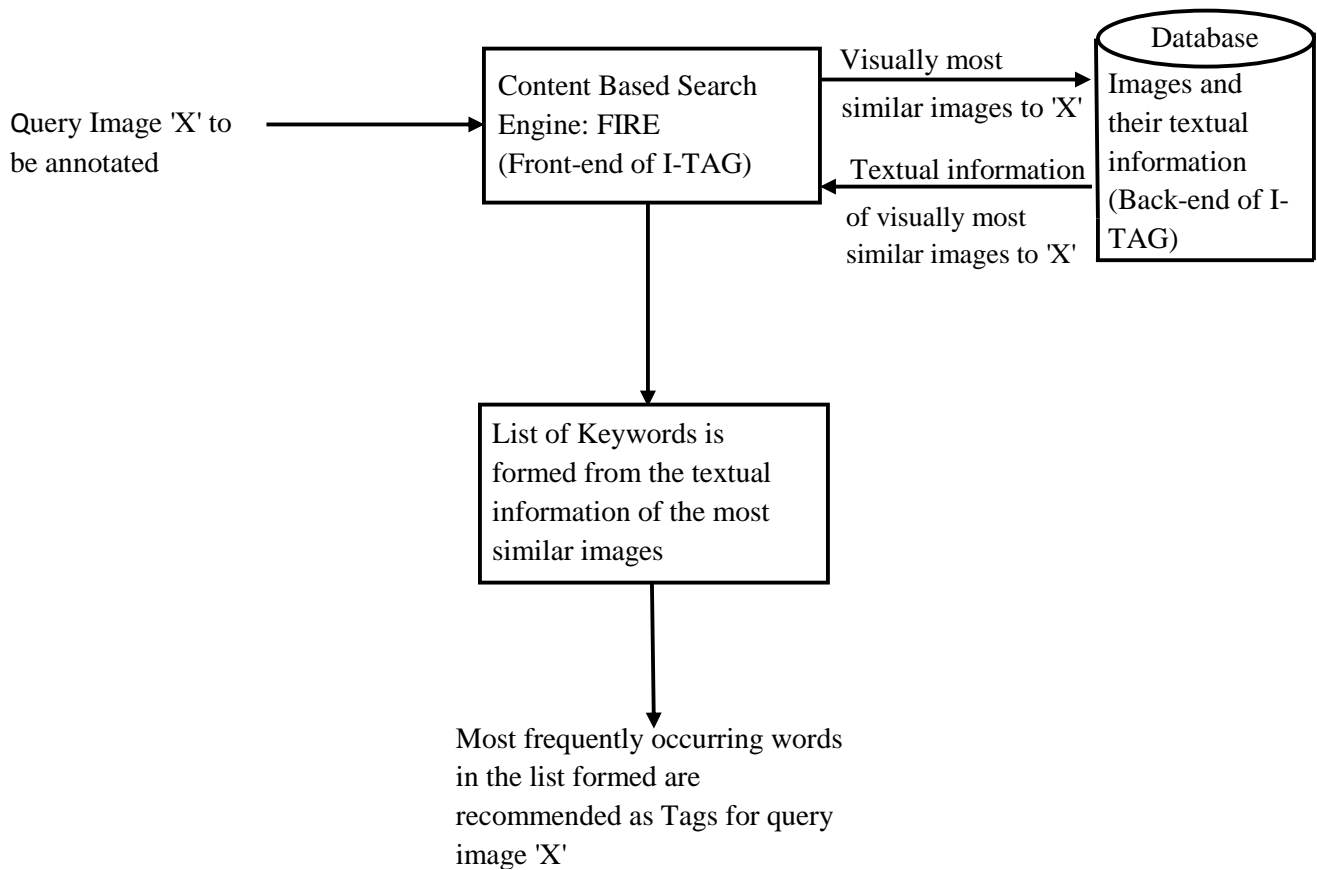 Query Image 'X' to
be annotated
Content Based Search
Engine: FIRE
(Front-end of I-TAG)
Visually most
similar images to 'X'
Textual information
of visually most
similar images to 'X'
Database
Images and
their textual
information
(Back-end of I-
TAG)
List of Keywords is
formed from the textual
information of the most
similar images
Most frequently occurring words
in the list formed are
recommended as Tags for query
image 'X'